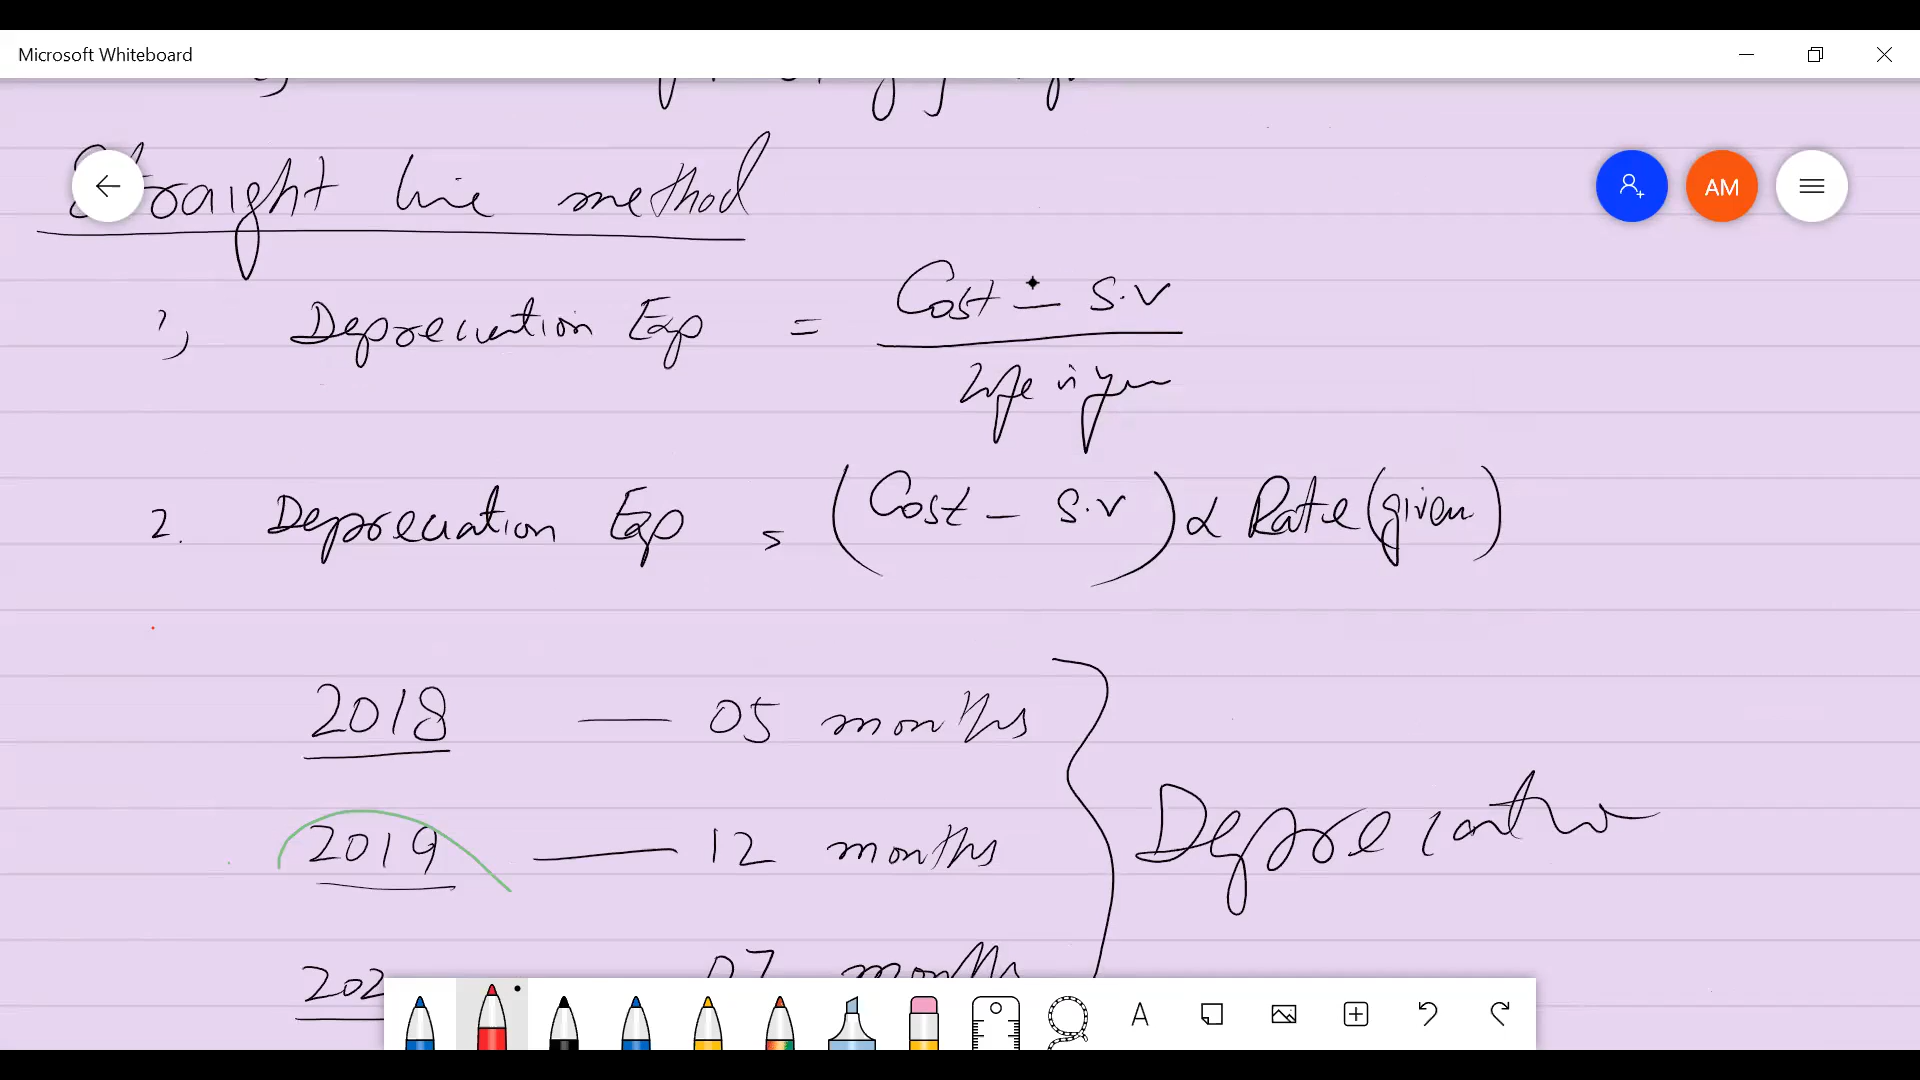 Microsoft Whiteboard
Straight line method
AM
1, Depreciation Exp = Cost - S.V
Life in year
2. Depreciation Exp = (Cost - S.V) x Rate (given)
2018 — 05 months
2019 — 12 months
Depreciation
202 07 months
A